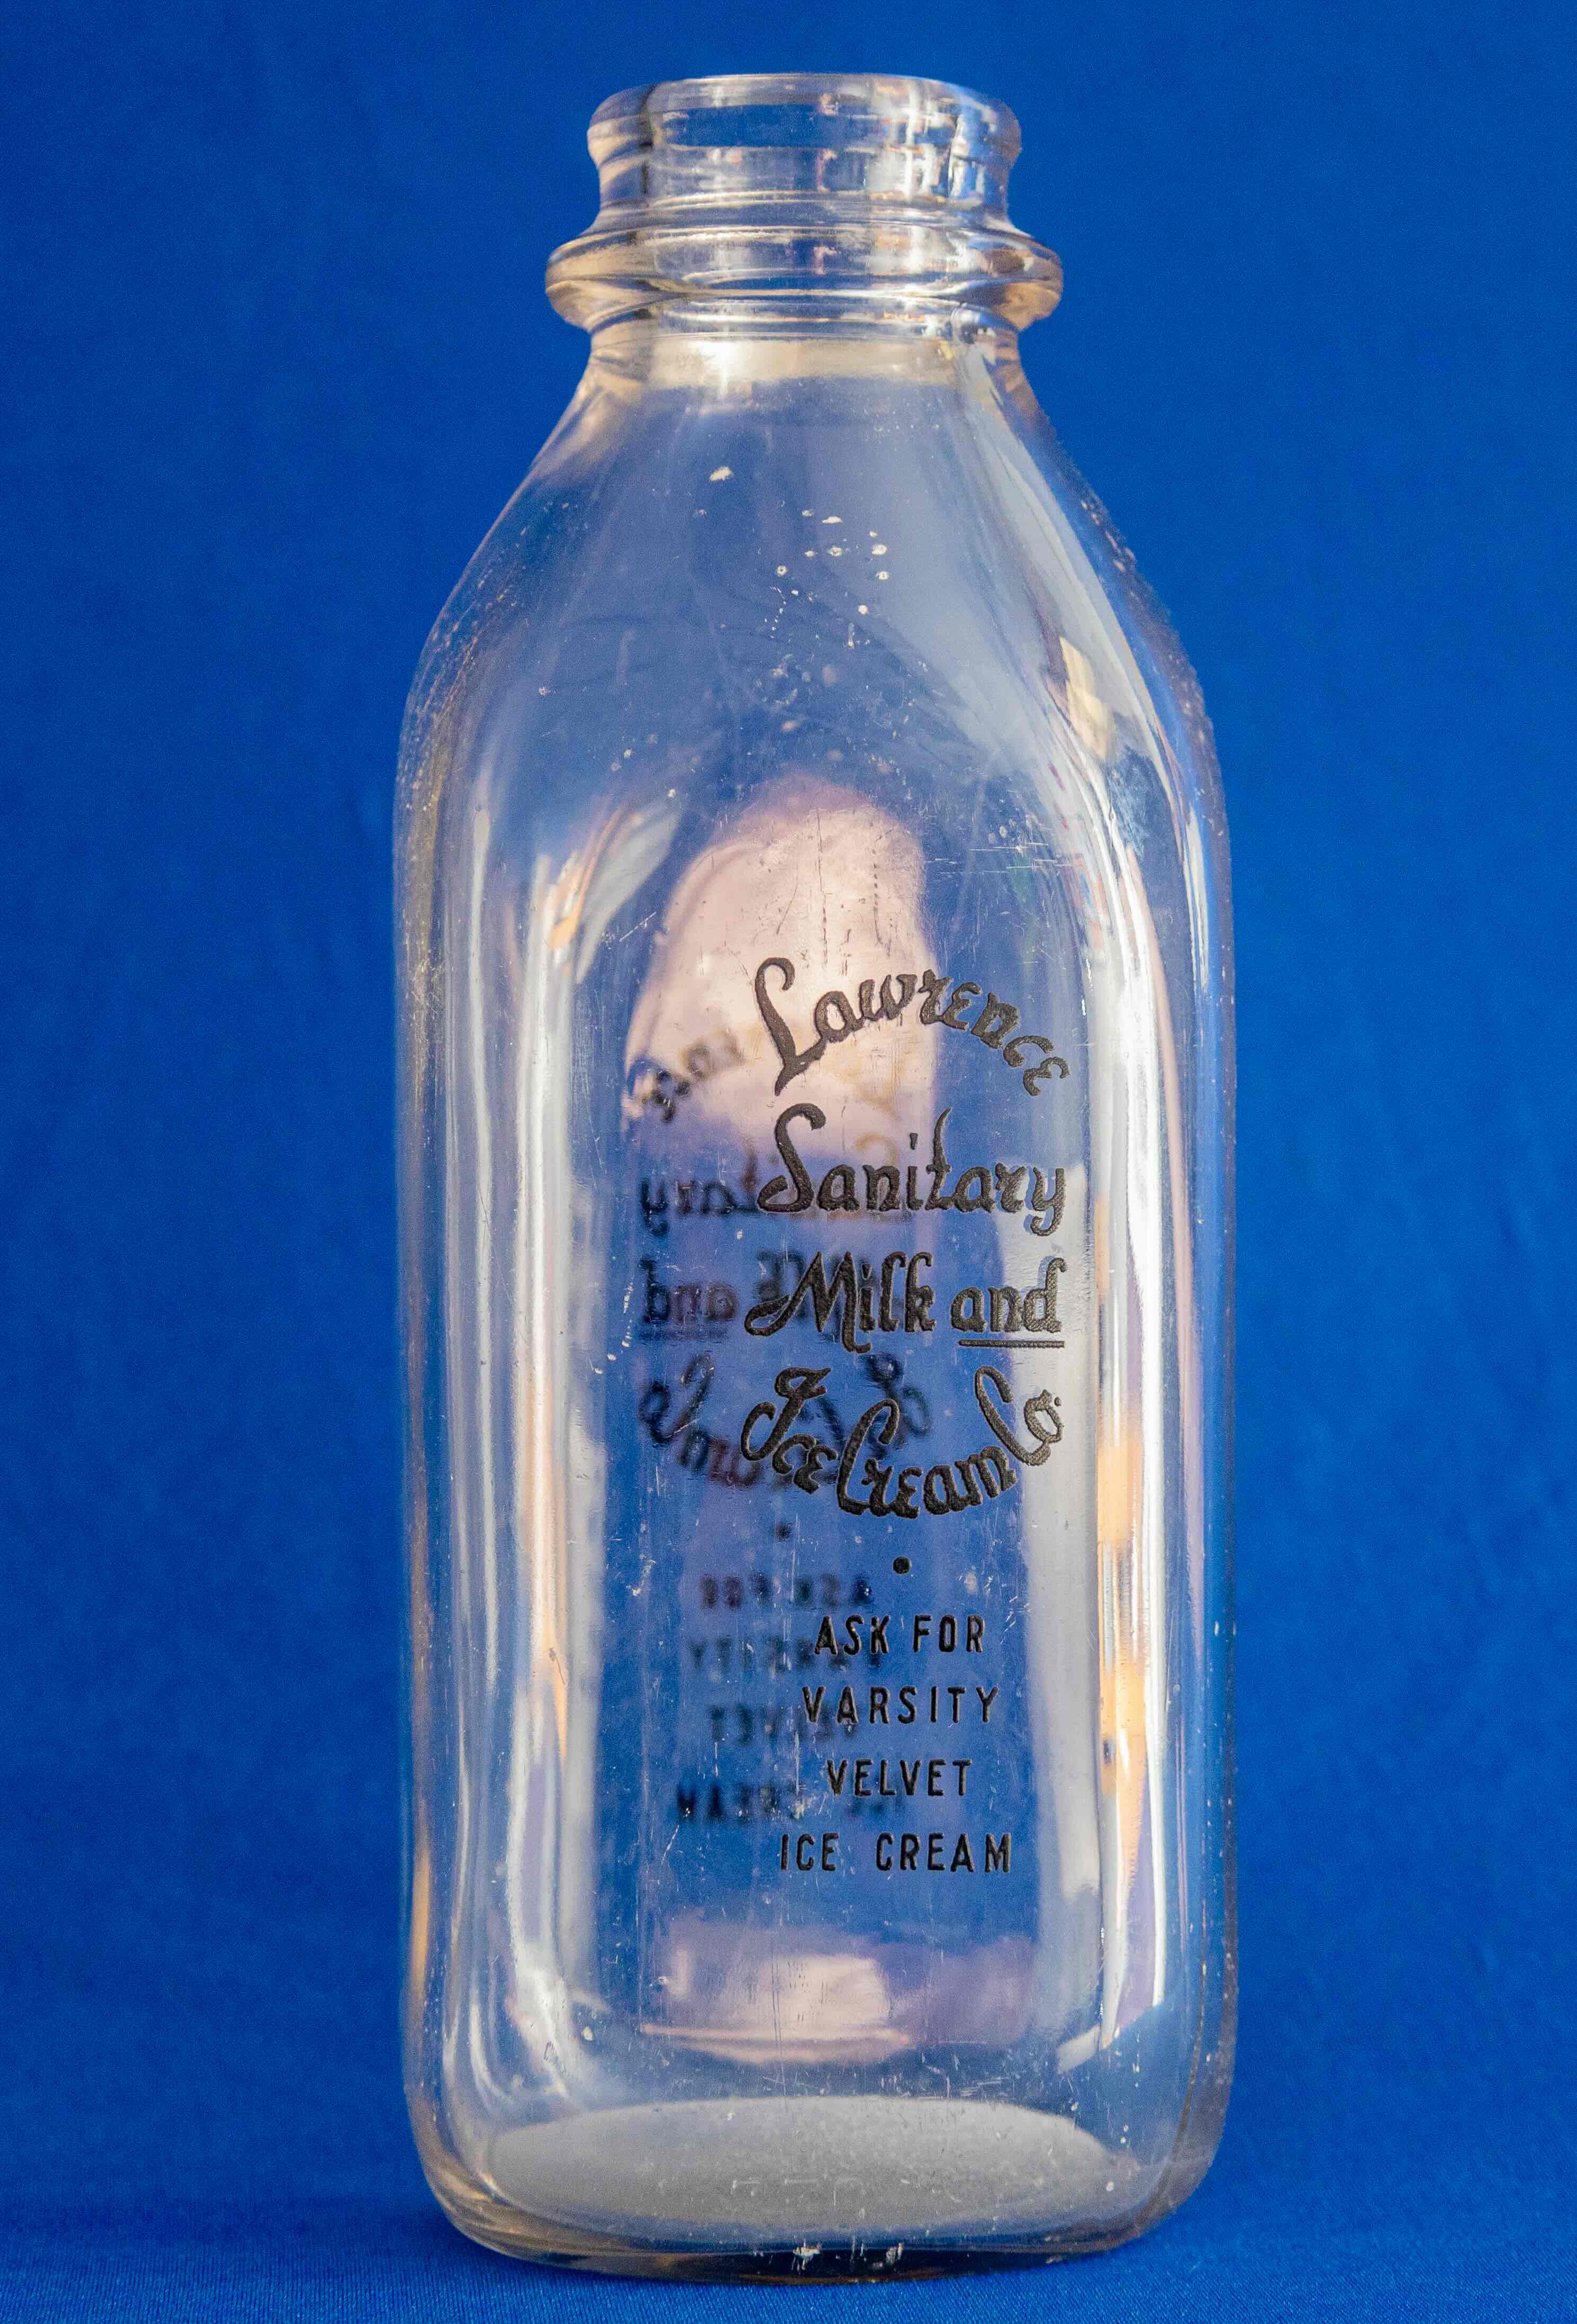 Lawrence
Sanitary
Milk and
Ice Cream Co.
•
ASK FOR
VARSITY
VELVET
ICE CREAM